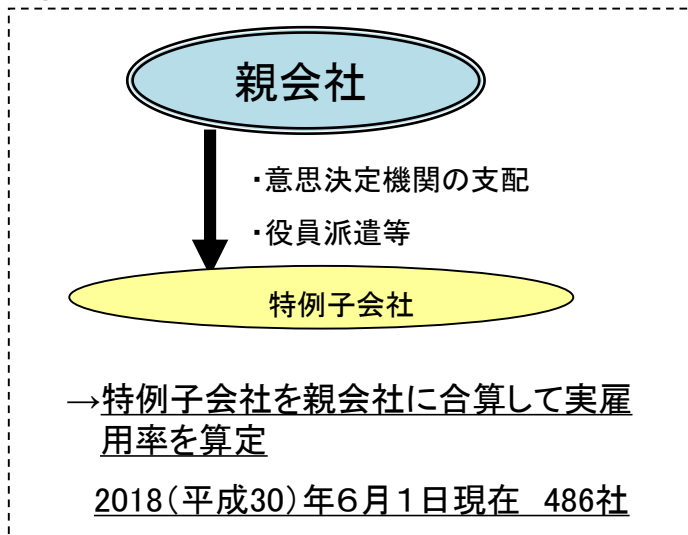 親会社
・意思決定機関の支配
・役員派遣等
特例子会社
→特例子会社を親会社に合算して実雇
用率を算定
2018(平成30)年6月1日現在 486社